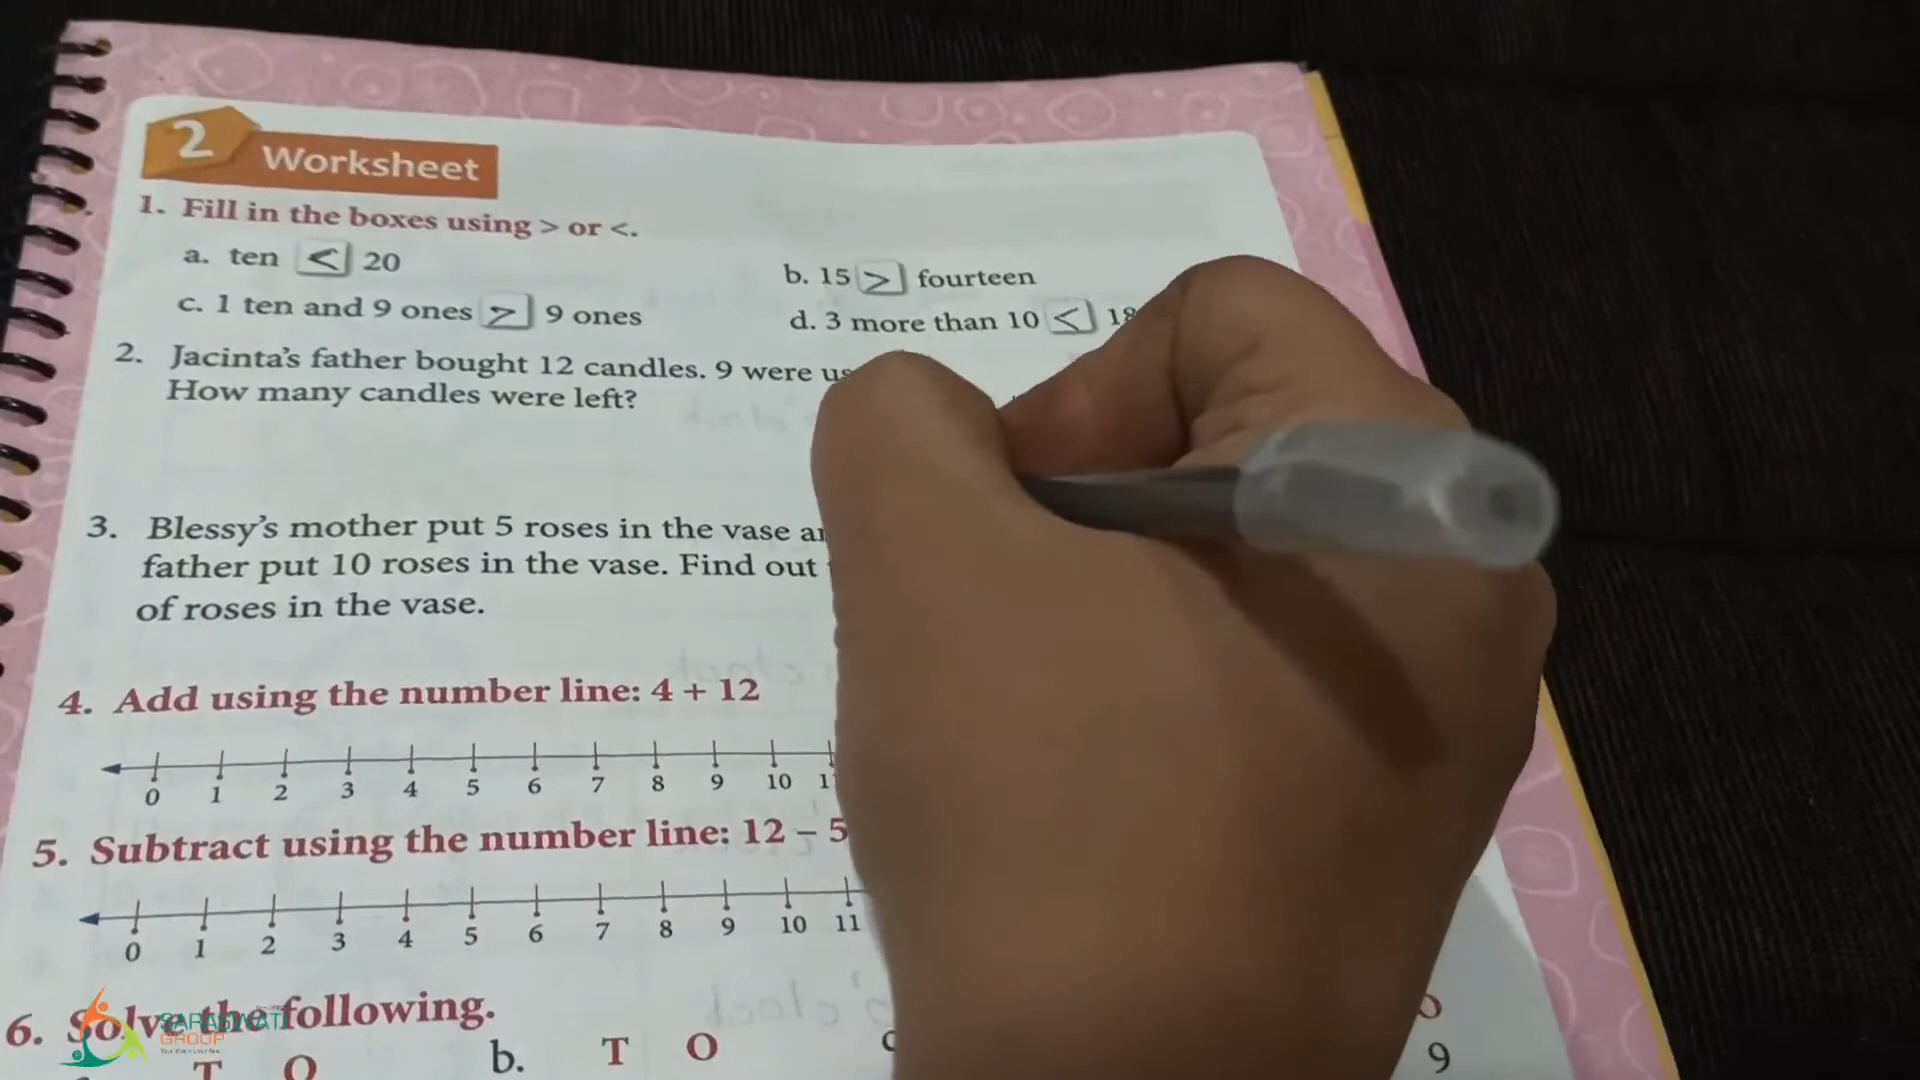 2
Worksheet
1. Fill in the boxes using > or <.
a. ten < 20
b. 15 > fourteen
c. 1 ten and 9 ones > 9 ones
d. 3 more than 10 < 18
2. Jacinta's father bought 12 candles. 9 were
How many candles were left?
3. Blessy's mother put 5 roses in the vase
father put 10 roses in the vase. Find out
of roses in the vase.
4. Add using the number line: 4 + 12
0 1 2 3 4 5 6 7 8 9 10
5. Subtract using the number line: 12 – 5
0 1 2 3 4 5 6 7 8 9 10 11
6. Solve the following.
T O
b. T O
9
SARASWATI
GROUP